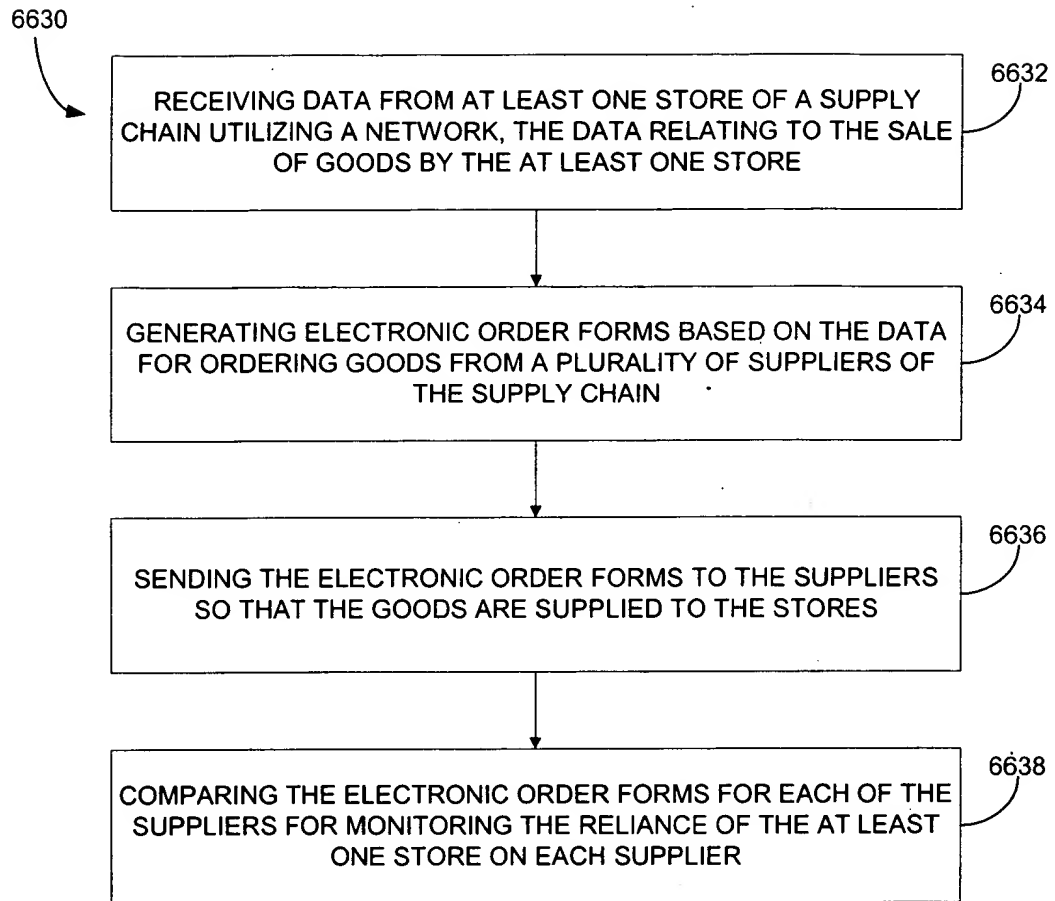 6630
6632
RECEIVING DATA FROM AT LEAST ONE STORE OF A SUPPLY
CHAIN UTILIZING A NETWORK, THE DATA RELATING TO THE SALE
OF GOODS BY THE AT LEAST ONE STORE
6634
GENERATING ELECTRONIC ORDER FORMS BASED ON THE DATA
FOR ORDERING GOODS FROM A PLURALITY OF SUPPLIERS OF
THE SUPPLY CHAIN
6636
SENDING THE ELECTRONIC ORDER FORMS TO THE SUPPLIERS
SO THAT THE GOODS ARE SUPPLIED TO THE STORES
6638
COMPARING THE ELECTRONIC ORDER FORMS FOR EACH OF THE
SUPPLIERS FOR MONITORING THE RELIANCE OF THE AT LEAST
ONE STORE ON EACH SUPPLIER